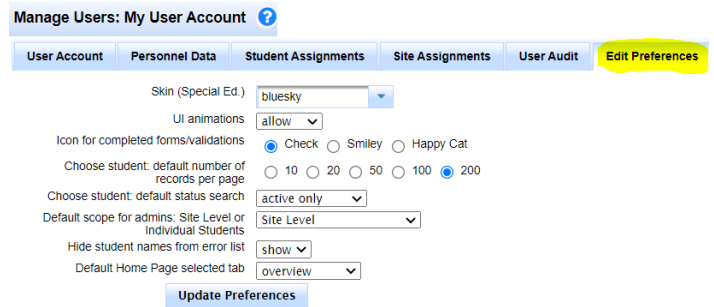 Manage Users: My User Account ?
User Account Personnel Data Student Assignments Site Assignments User Audit Edit Preferences
Skin (Special Ed.) bluesky
UI animations allow
Icon for completed forms/validations Check Smiley Happy Cat
Choose student: default number of
records per page 10 20 50 100 200
Choose student: default status search active only
Default scope for admins: Site Level or
Individual Students Site Level
Hide student names from error list show
Default Home Page selected tab overview
Update Preferences